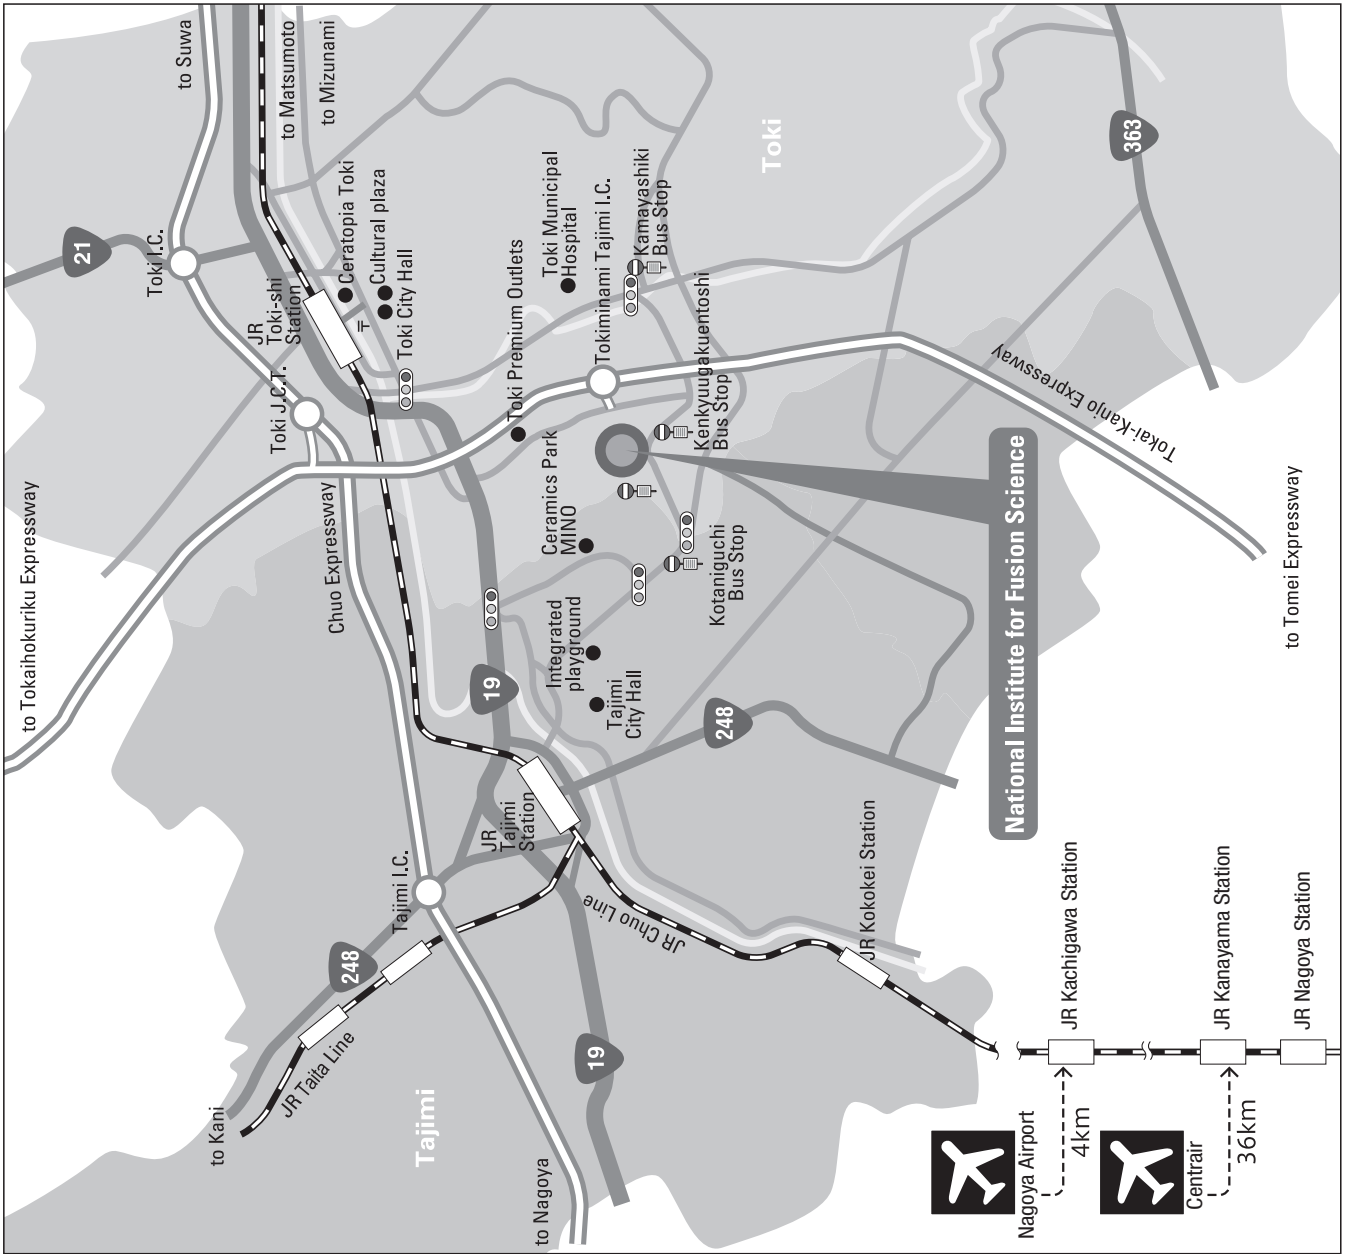 to Suwa
to Matsumoto
to Mizunami
21
Toki I.C.
JR
Toki-shi
Station
Ceratopia Toki
Cultural plaza
Toki City Hall
〒
Toki J.C.T.
to Tokaihokuriku Expressway
Chuo Expressway
Toki
363
Toki Municipal
Hospital
Tokiminami Tajimi I.C.
Kamayashiki
Bus Stop
Toki Premium Outlets
Kenkyuugakuentoshi
Bus Stop
Tokai-Kanjo Expressway
to Tomei Expressway
Ceramics Park
MINO
Kotaniguchi
Bus Stop
National Institute for Fusion Science
Integrated
playground
Tajimi
City Hall
19
248
JR
Tajimi
Station
Tajimi I.C.
248
JR Chuo Line
JR Kokokei Station
JR Taita Line
to Kani
19
Tajimi
to Nagoya
JR Kachigawa Station
JR Kanayama Station
JR Nagoya Station
Nagoya Airport
4km
Centrair
36km